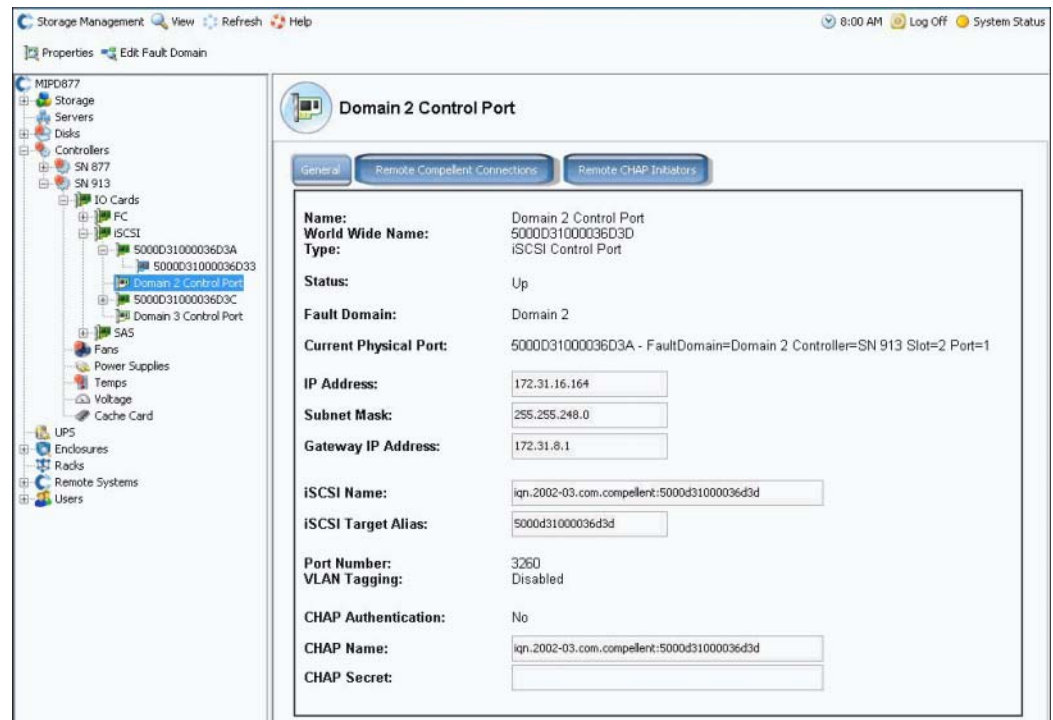 Storage Management View Refresh Help 8:00 AM Log Off System Status
Properties Edit Fault Domain
MIPD877
Storage
Servers
Disks
Controllers
SN 877
SN 913
IO Cards
FC
iSCSI
5000D31000036D3A
5000D31000036D33
Domain 2 Control Port
5000D31000036D3C
Domain 3 Control Port
SAS
Fans
Power Supplies
Temps
Voltage
Cache Card
UPS
Enclosures
Racks
Remote Systems
Users
Domain 2 Control Port
General Remote Compellent Connections Remote CHAP Initiators
Name: Domain 2 Control Port
World Wide Name: 5000D31000036D3D
Type: iSCSI Control Port
Status: Up
Fault Domain: Domain 2
Current Physical Port: 5000D31000036D3A - FaultDomain=Domain 2 Controller=SN 913 Slot=2 Port=1
IP Address: 172.31.16.164
Subnet Mask: 255.255.248.0
Gateway IP Address: 172.31.8.1
iSCSI Name: iqn.2002-03.com.compellent:5000d31000036d3d
iSCSI Target Alias: 5000d31000036d3d
Port Number: 3260
VLAN Tagging: Disabled
CHAP Authentication: No
CHAP Name: iqn.2002-03.com.compellent:5000d31000036d3d
CHAP Secret: